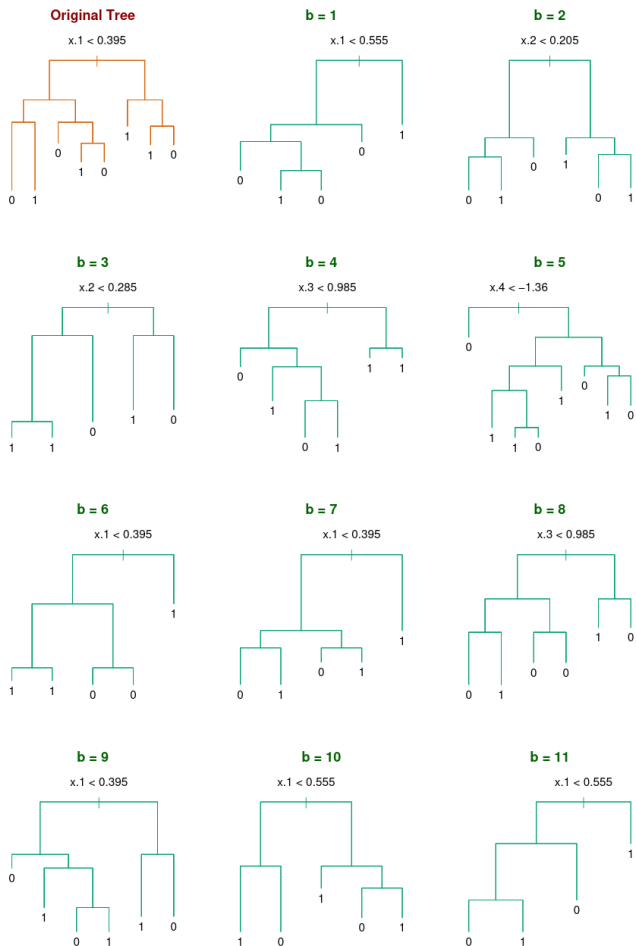 Original Tree
x.1 < 0.395
0 1 0 1 0 1 1 0
b = 1
x.1 < 0.555
0 1 0 0 1
b = 2
x.2 < 0.205
0 1 0 1 0 1
b = 3
x.2 < 0.285
1 1 0 1 0
b = 4
x.3 < 0.985
0 1 0 1 1 1
b = 5
x.4 < −1.36
0 1 1 0 1 0 1 0
b = 6
x.1 < 0.395
1 1 0 0 1
b = 7
x.1 < 0.395
0 1 0 1 1
b = 8
x.3 < 0.985
0 1 0 0 1 0
b = 9
x.1 < 0.395
0 1 0 1 1 0
b = 10
x.1 < 0.555
1 0 1 0 1
b = 11
x.1 < 0.555
0 1 0 1